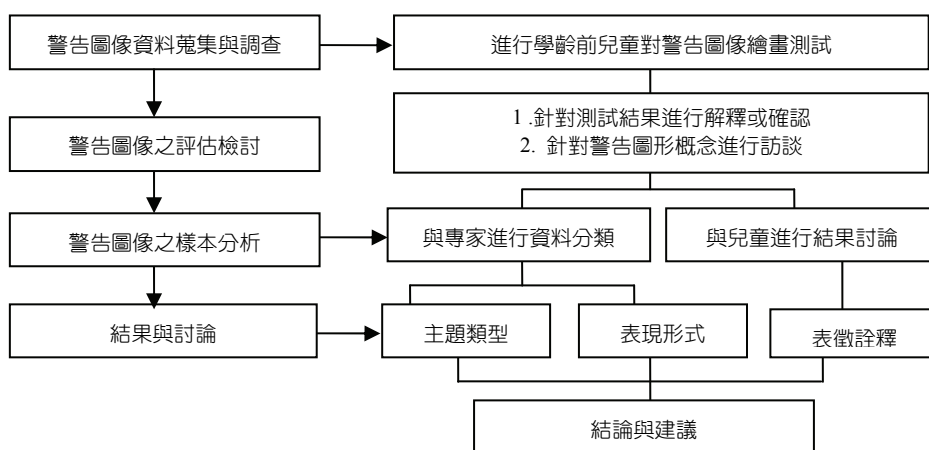 警告圖像資料蒐集與調查
進行學齡前兒童對警告圖像繪畫測試
警告圖像之評估檢討
1 .針對測試結果進行解釋或確認
2. 針對警告圖形概念進行訪談
警告圖像之樣本分析
與專家進行資料分類
與兒童進行結果討論
結果與討論
主題類型
表現形式
表徵詮釋
結論與建議